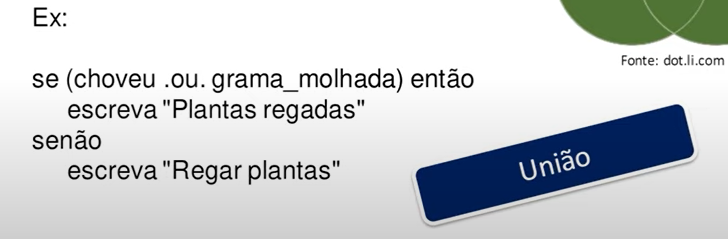 Ex:
Fonte: dot.li.com
se (choveu .ou. grama_molhada) então
escreva "Plantas regadas"
senão
escreva "Regar plantas"
União